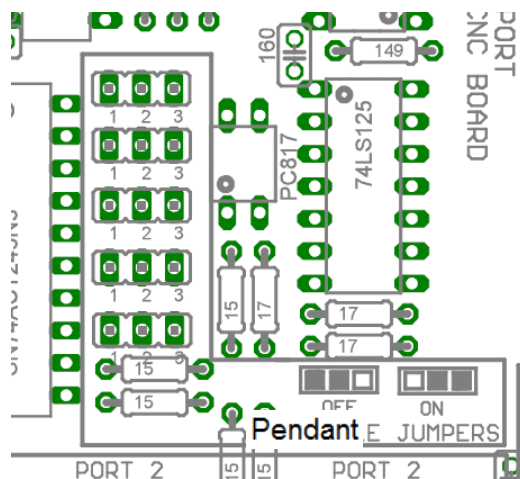 160
149
PORT
CNC BOARD
1 2 3
PC817
74LS125
1 2 3
1 2 3
1 2 3
1 2 3
15
17
17
17
15
15
OFF
ON
Pendant
E JUMPERS
PORT 2
15
15
PORT 2